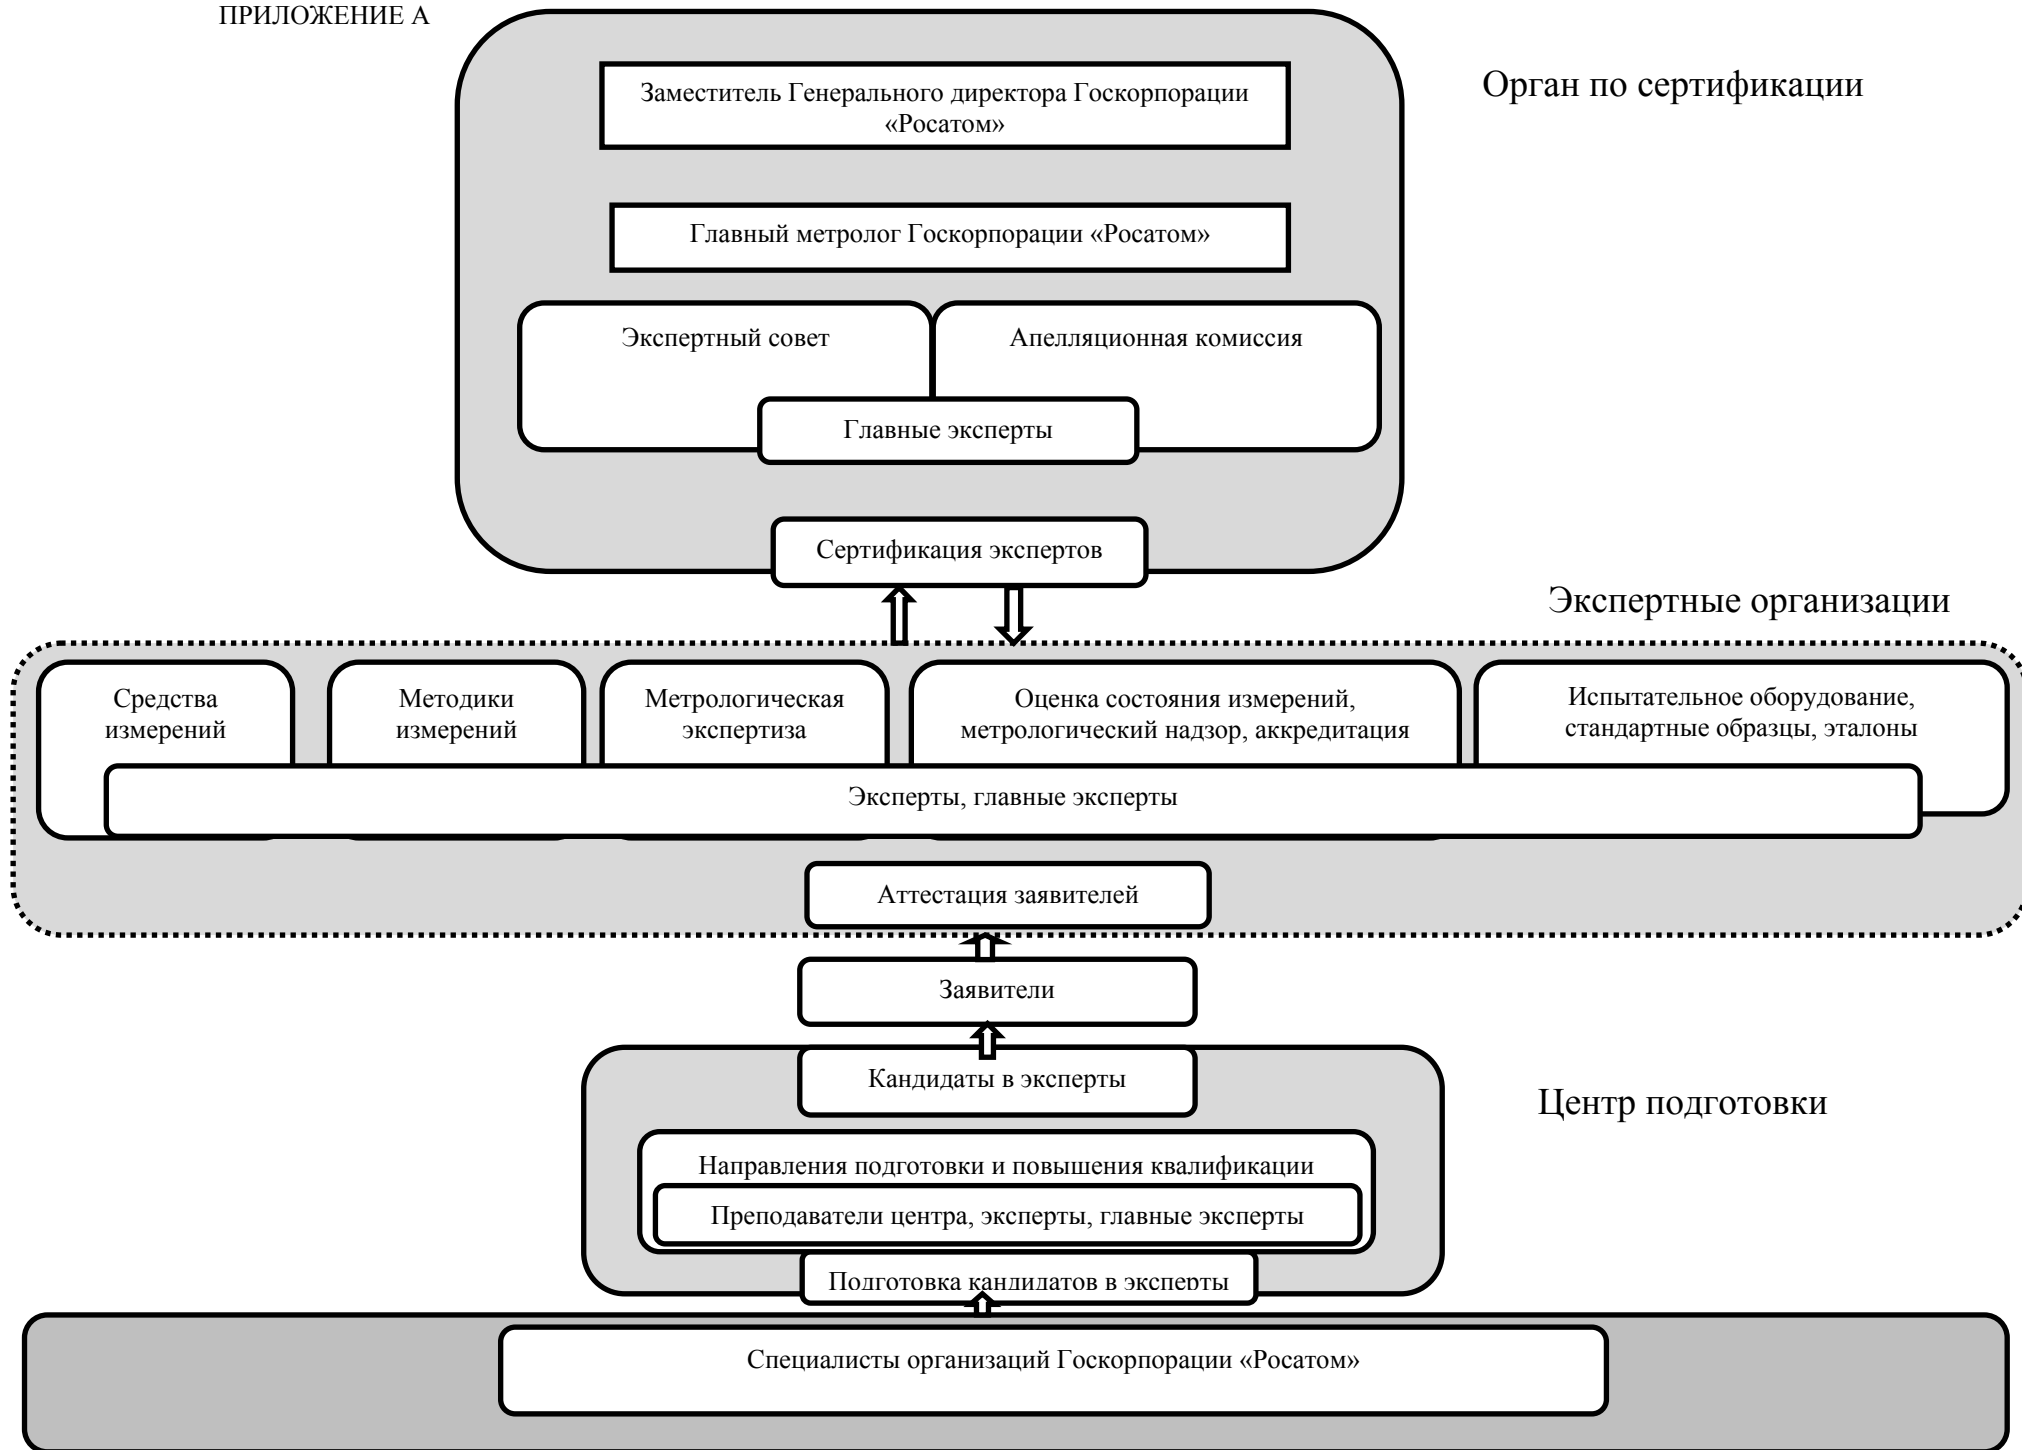 ПРИЛОЖЕНИЕ А
Орган по сертификации
Заместитель Генерального директора Госкорпорации
«Росатом»
Главный метролог Госкорпорации «Росатом»
Экспертный совет
Апелляционная комиссия
Главные эксперты
Сертификация экспертов
Экспертные организации
Средства
измерений
Методики
измерений
Метрологическая
экспертиза
Оценка состояния измерений,
метрологический надзор, аккредитация
Испытательное оборудование,
стандартные образцы, эталоны
Эксперты, главные эксперты
Аттестация заявителей
Заявители
Кандидаты в эксперты
Центр подготовки
Направления подготовки и повышения квалификации
Преподаватели центра, эксперты, главные эксперты
Подготовка кандидатов в эксперты
Специалисты организаций Госкорпорации «Росатом»